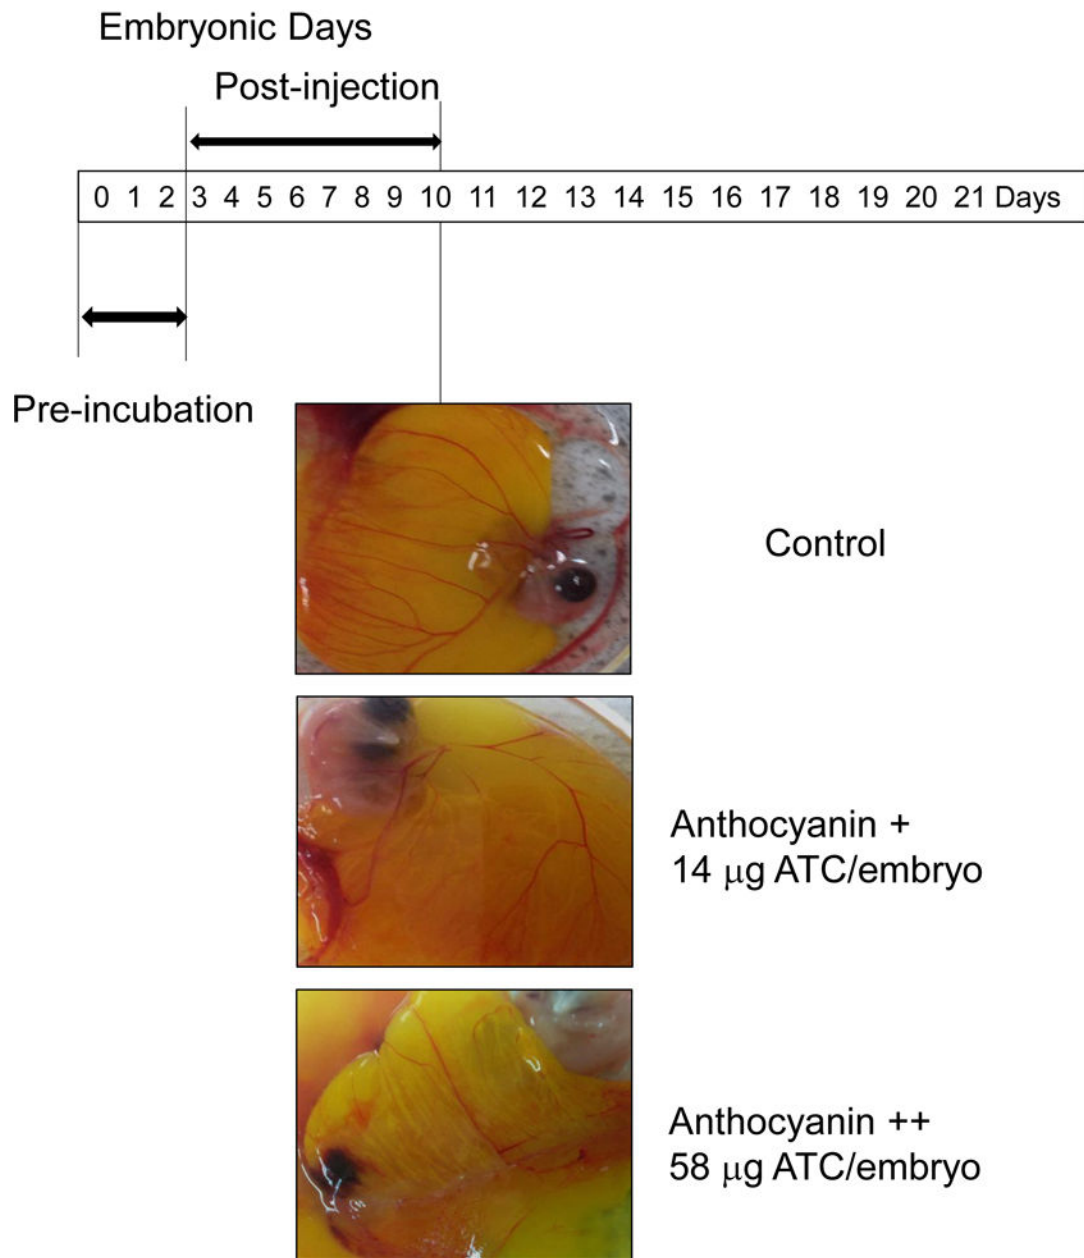 Embryonic Days
Post-injection
0 1 2 3 4 5 6 7 8 9 10 11 12 13 14 15 16 17 18 19 20 21 Days
Pre-incubation
Control
Anthocyanin +
14 μg ATC/embryo
Anthocyanin ++
58 μg ATC/embryo